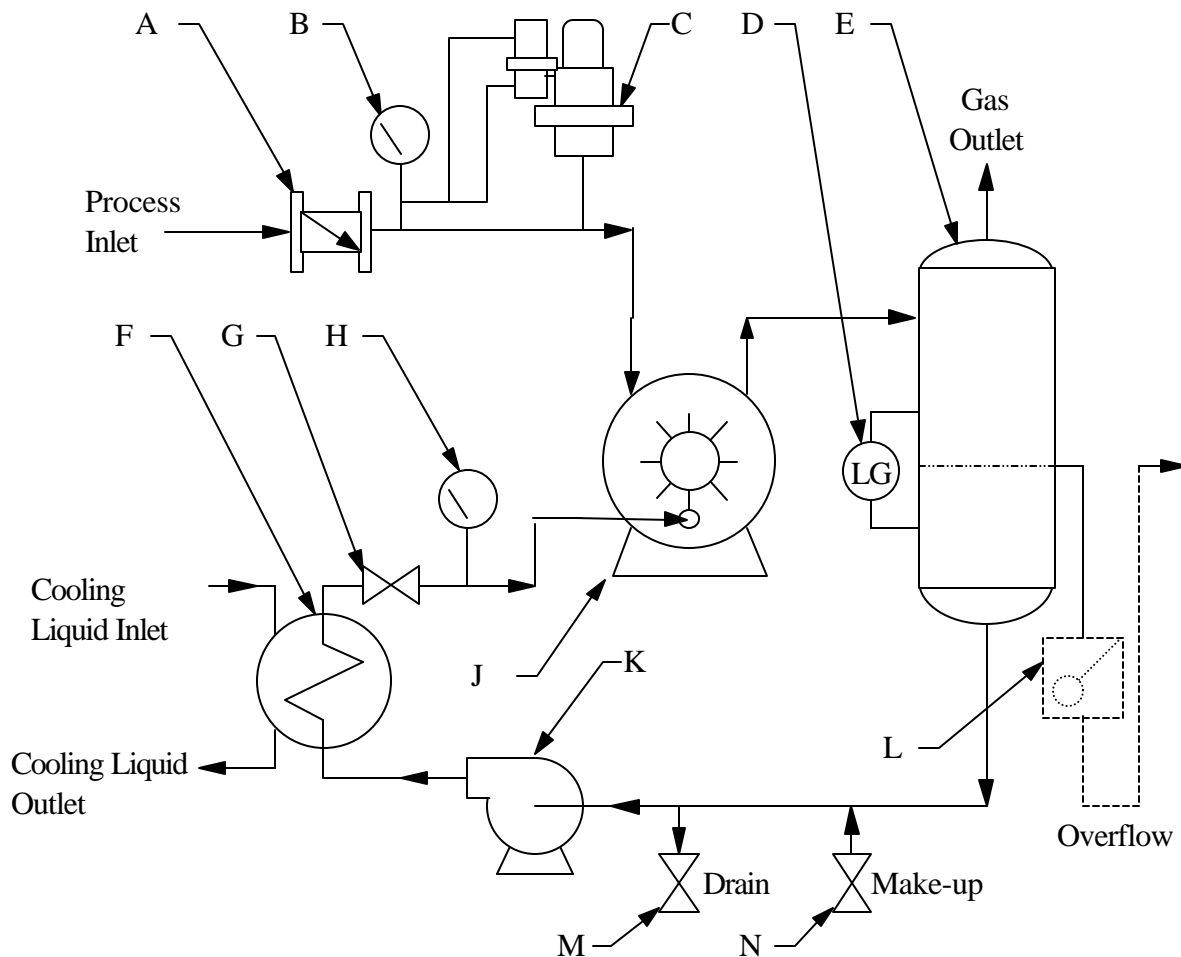 A
B
C
D
E
Gas
Outlet
Process
Inlet
F
G
H
LG
Cooling
Liquid Inlet
J
K
L
Cooling Liquid
Outlet
Overflow
Drain
Make-up
M
N